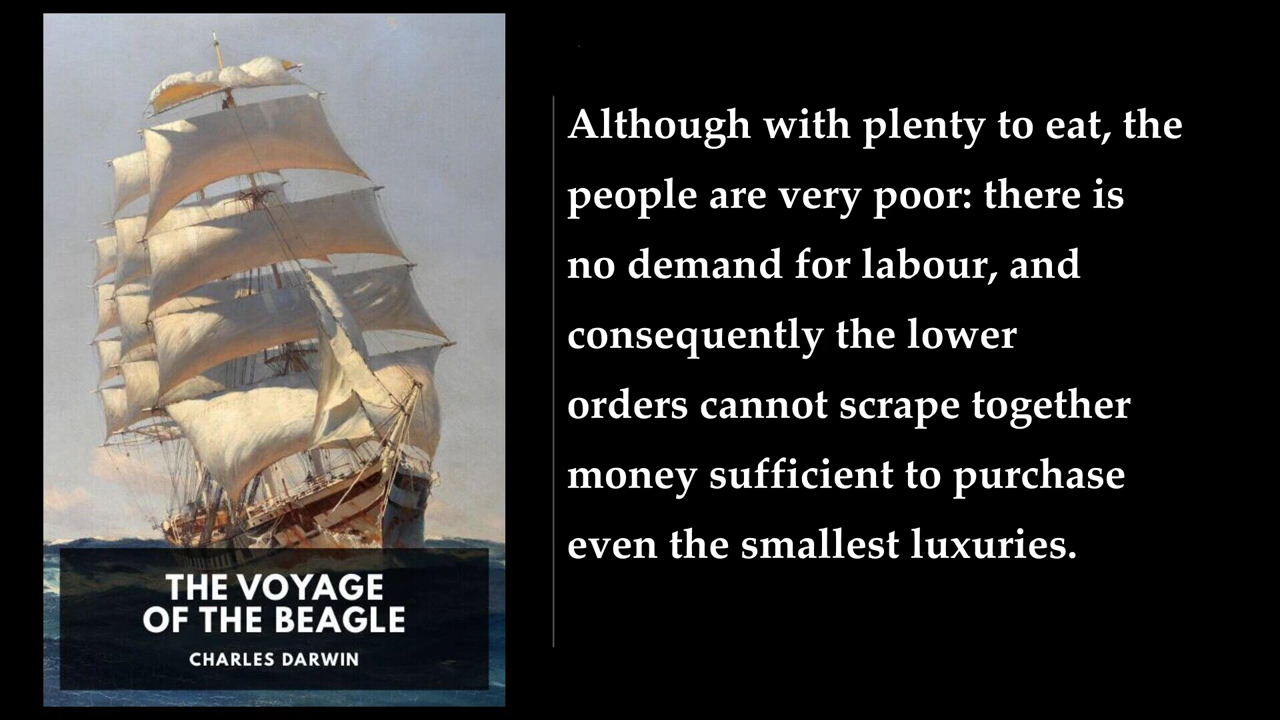 THE VOYAGE
OF THE BEAGLE
CHARLES DARWIN
Although with plenty to eat, the
people are very poor: there is
no demand for labour, and
consequently the lower
orders cannot scrape together
money sufficient to purchase
even the smallest luxuries.